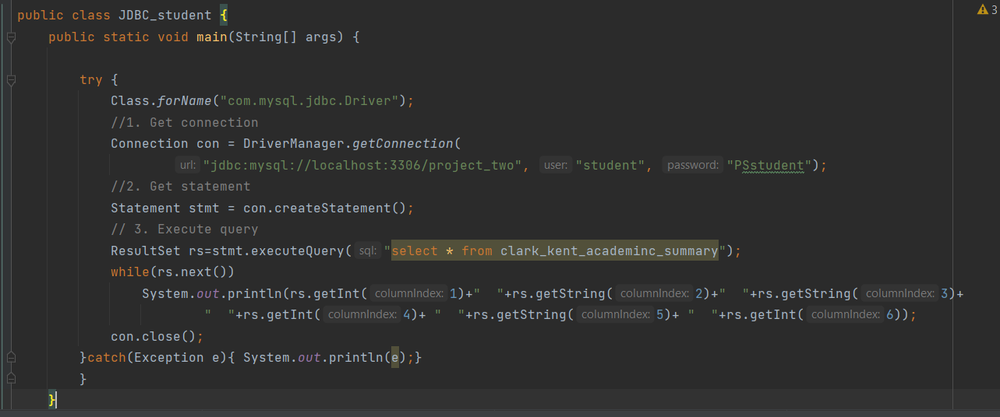 public class JDBC_student {
3
public static void main(String[] args) {
try {
Class.forName("com.mysql.jdbc.Driver");
//1. Get connection
Connection con = DriverManager.getConnection(
url: "jdbc:mysql://localhost:3306/project_two", user: "student", password: "PSstudent");
//2. Get statement
Statement stmt = con.createStatement();
// 3. Execute query
ResultSet rs=stmt.executeQuery( sql: "select * from clark_kent_academinc_summary");
while(rs.next())
System.out.println(rs.getInt( columnIndex: 1)+"  "+rs.getString( columnIndex: 2)+"  "+rs.getString( columnIndex: 3)+
"  "+rs.getInt( columnIndex: 4)+ "  "+rs.getString( columnIndex: 5)+ "  "+rs.getInt( columnIndex: 6));
con.close();
}catch(Exception e){ System.out.println(e);}
}
}